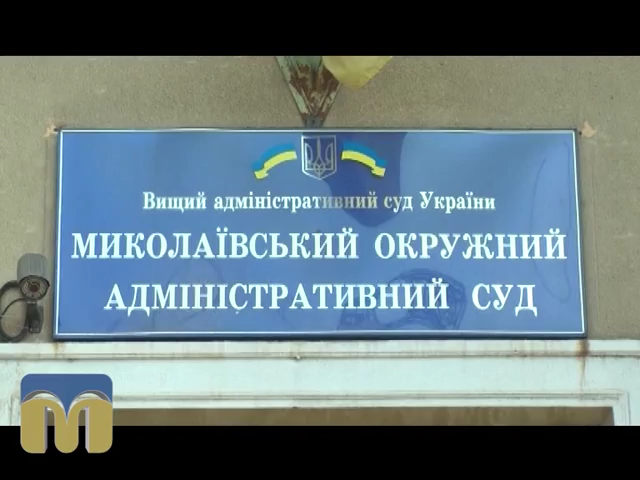 Вищий адміністративний суд України
МИКОЛАЇВСЬКИЙ ОКРУЖНИЙ
АДМІНІСТРАТИВНИЙ СУД
М